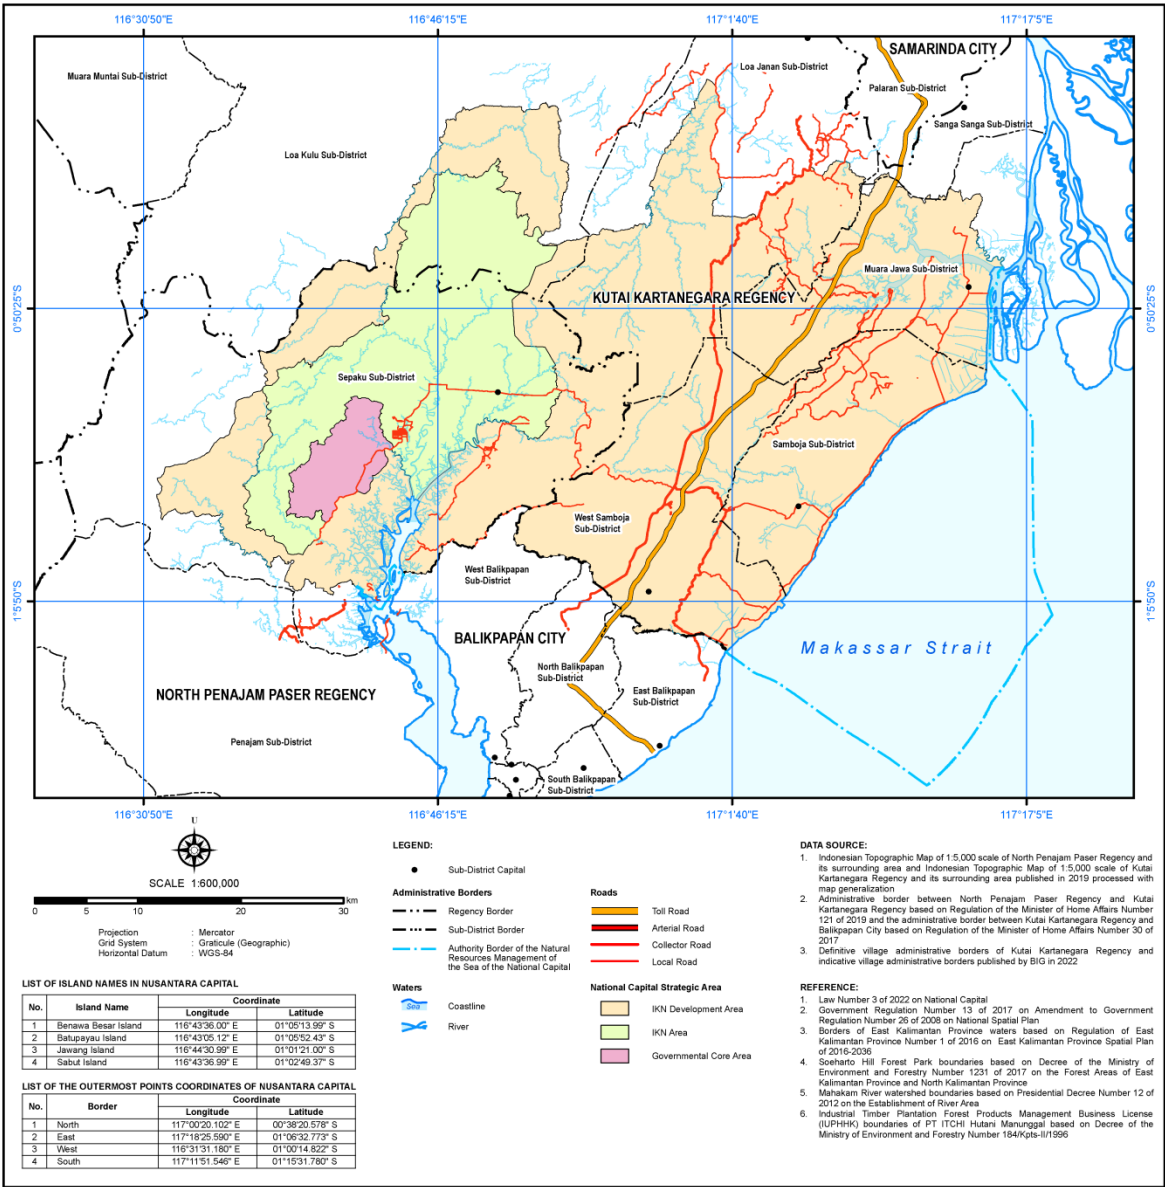 116°30'50"E 116°46'15"E 117°1'40"E 117°17'5"E
SAMARINDA CITY
Muara Muntai Sub-District
Loa Janan Sub-District
Palaran Sub-District
Sanga Sanga Sub-District
Loa Kulu Sub-District
Muara Jawa Sub-District
KUTAI KARTANEGARA REGENCY
0°50'25"S 0°50'25"S
Sepaku Sub-District
Samboja Sub-District
West Samboja
Sub-District
West Balikpapan
Sub-District
1°5'50"S 1°5'50"S
BALIKPAPAN CITY
Makassar Strait
North Balikpapan
Sub-District
East Balikpapan
Sub-District
NORTH PENAJAM PASER REGENCY
Penajam Sub-District
South Balikpapan
Sub-District
116°30'50"E 116°46'15"E 117°1'40"E 117°17'5"E
U
SCALE 1:600,000
0 5 10 20 30 km
Projection : Mercator
Grid System : Graticule (Geographic)
Horizontal Datum : WGS-84
LIST OF ISLAND NAMES IN NUSANTARA CAPITAL
No. Island Name Coordinate
Longitude Latitude
1 Benawa Besar Island 116°43'36.00" E 01°05'13.99" S
2 Batupayau Island 116°43'05.12" E 01°05'52.43" S
3 Jawang Island 116°44'30.99" E 01°01'21.00" S
4 Sabut Island 116°43'36.99" E 01°02'49.37" S
LIST OF THE OUTERMOST POINTS COORDINATES OF NUSANTARA CAPITAL
No. Border Coordinate
Longitude Latitude
1 North 117°00'20.102" E 00°38'20.578" S
2 East 117°18'25.590" E 01°06'32.773" S
3 West 116°31'31.180" E 01°00'14.822" S
4 South 117°11'51.546" E 01°15'31.780" S
LEGEND:
Sub-District Capital
Administrative Borders
Regency Border
Sub-District Border
Authority Border of the Natural
Resources Management of
the Sea of the National Capital
Waters
Sea Coastline
River
Roads
Toll Road
Arterial Road
Collector Road
Local Road
National Capital Strategic Area
IKN Development Area
IKN Area
Governmental Core Area
DATA SOURCE:
1. Indonesian Topographic Map of 1:5,000 scale of North Penajam Paser Regency and
its surrounding area and Indonesian Topographic Map of 1:5,000 scale of Kutai
Kartanegara Regency and its surrounding area published in 2019 processed with
map generalization
2. Administrative border between North Penajam Paser Regency and Kutai
Kartanegara Regency based on Regulation of the Minister of Home Affairs Number
121 of 2019 and the administrative border between Kutai Kartanegara Regency and
Balikpapan City based on Regulation of the Minister of Home Affairs Number 30 of
2017
3. Definitive village administrative borders of Kutai Kartanegara Regency and
indicative village administrative borders published by BIG in 2022
REFERENCE:
1. Law Number 3 of 2022 on National Capital
2. Government Regulation Number 13 of 2017 on Amendment to Government
Regulation Number 26 of 2008 on National Spatial Plan
3. Borders of East Kalimantan Province waters based on Regulation of East
Kalimantan Province Number 1 of 2016 on East Kalimantan Province Spatial Plan
of 2016-2036
4. Soeharto Hill Forest Park boundaries based on Decree of the Ministry of
Environment and Forestry Number 1231 of 2017 on the Forest Areas of East
Kalimantan Province and North Kalimantan Province
5. Mahakam River watershed boundaries based on Presidential Decree Number 12 of
2012 on the Establishment of River Area
6. Industrial Timber Plantation Forest Products Management Business License
(IUPHHK) boundaries of PT ITCHI Hutani Manunggal based on Decree of the
Ministry of Environment and Forestry Number 184/Kpts-II/1996